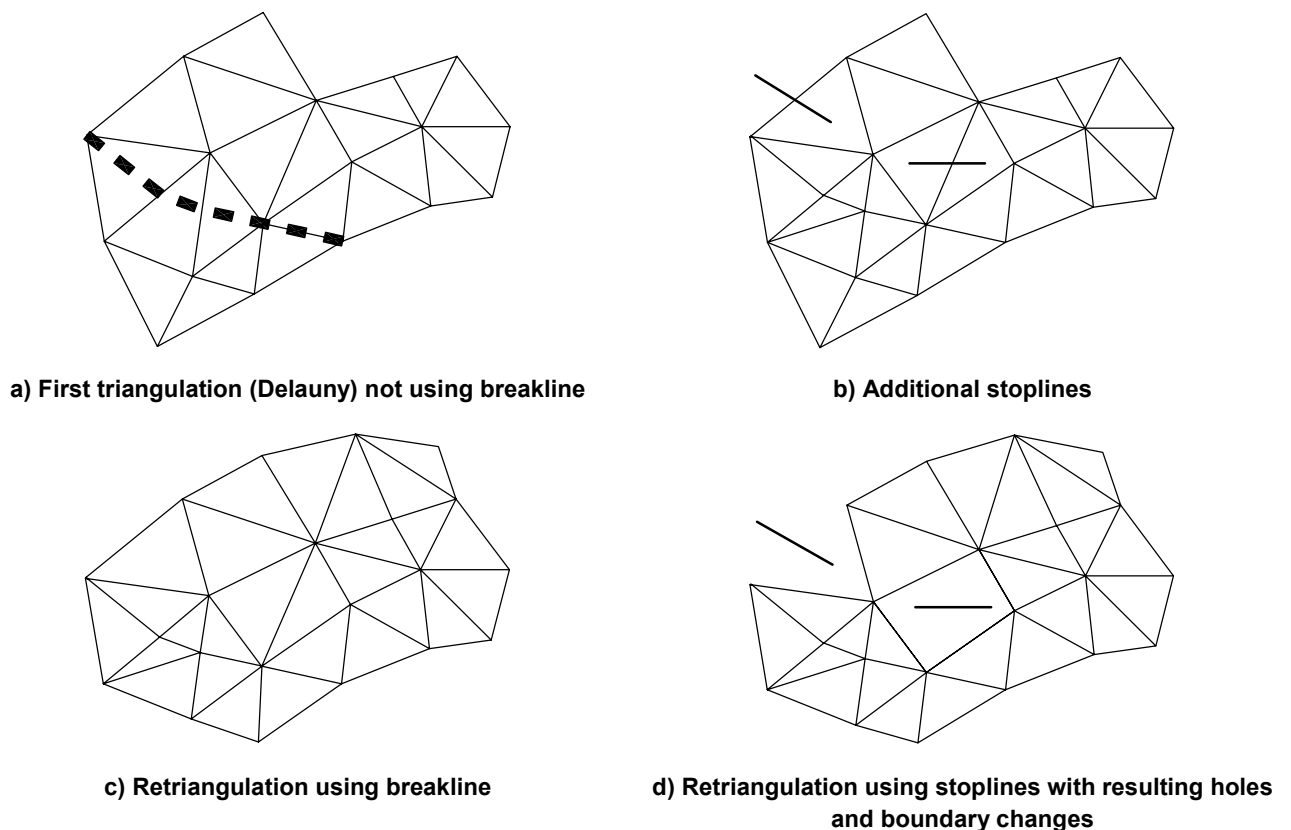 a) First triangulation (Delauny) not using breakline
b) Additional stoplines
c) Retriangulation using breakline
d) Retriangulation using stoplines with resulting holes
and boundary changes